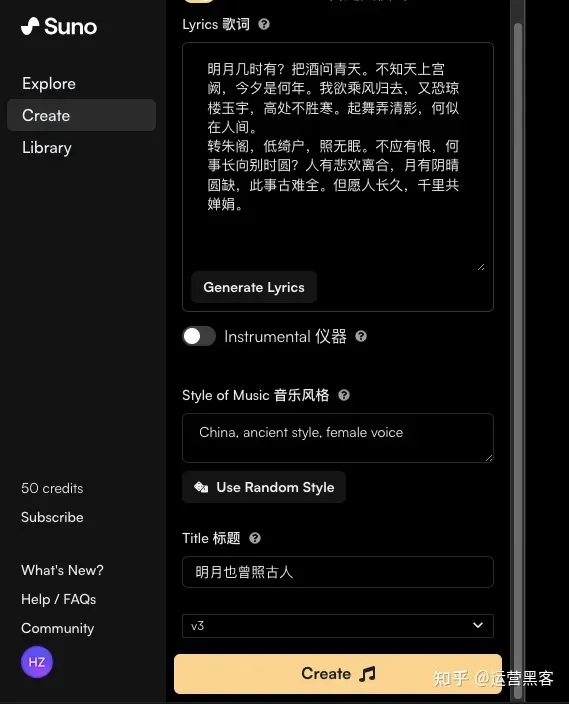 Suno
Explore
Create
Library
50 credits
Subscribe
What's New?
Help / FAQs
Community
HZ
Lyrics 歌词
明月几时有？把酒问青天。不知天上宫
阙，今夕是何年。我欲乘风归去，又恐琼
楼玉宇，高处不胜寒。起舞弄清影，何似
在人间。
转朱阁，低绮户，照无眠。不应有恨，何
事长向别时圆？人有悲欢离合，月有阴晴
圆缺，此事古难全。但愿人长久，千里共
婵娟。
Generate Lyrics
Instrumental 仪器
Style of Music 音乐风格
China, ancient style, female voice
Use Random Style
Title 标题
明月也曾照古人
v3
Create
知乎 @运营黑客